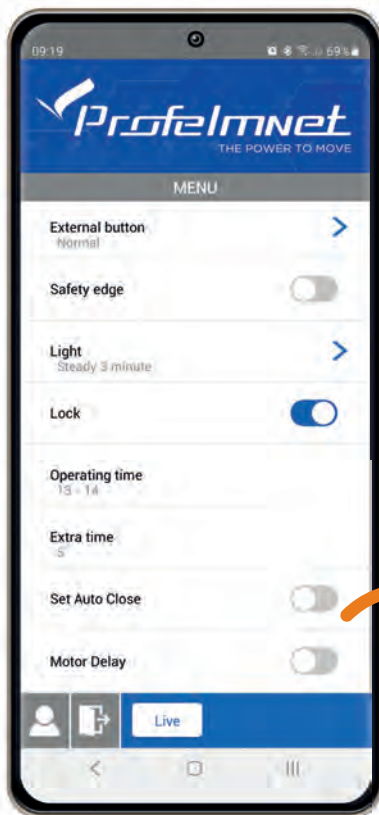 09:19
69%
Profelmnet
THE POWER TO MOVE
MENU
External button
Normal
Safety edge
Light
Steady 3 minute
Lock
Operating time
13 - 14
Extra time
5
Set Auto Close
Motor Delay
Live